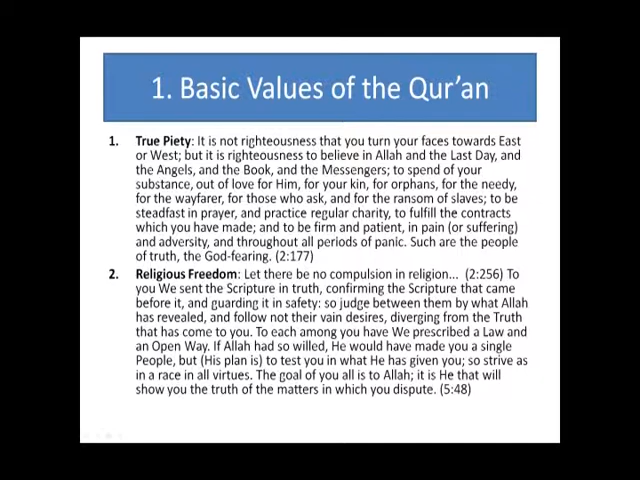 1. Basic Values of the Qur’an
1. True Piety: It is not righteousness that you turn your faces towards East
or West; but it is righteousness to believe in Allah and the Last Day, and
the Angels, and the Book, and the Messengers; to spend of your
substance, out of love for Him, for your kin, for orphans, for the needy,
for the wayfarer, for those who ask, and for the ransom of slaves; to be
steadfast in prayer, and practice regular charity, to fulfill the contracts
which you have made; and to be firm and patient, in pain (or suffering)
and adversity, and throughout all periods of panic. Such are the people
of truth, the God-fearing. (2:177)
2. Religious Freedom: Let there be no compulsion in religion... (2:256) To
you We sent the Scripture in truth, confirming the Scripture that came
before it, and guarding it in safety: so judge between them by what Allah
has revealed, and follow not their vain desires, diverging from the Truth
that has come to you. To each among you have We prescribed a Law and
an Open Way. If Allah had so willed, He would have made you a single
People, but (His plan is) to test you in what He has given you; so strive as
in a race in all virtues. The goal of you all is to Allah; it is He that will
show you the truth of the matters in which you dispute. (5:48)